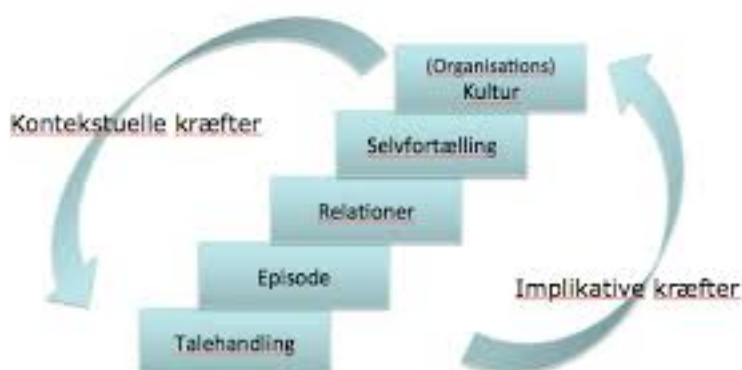 (Organisations)
Kultur
Kontekstuelle kræfter
Selvfortælling
Relationer
Episode
Implikative kræfter
Talehandling